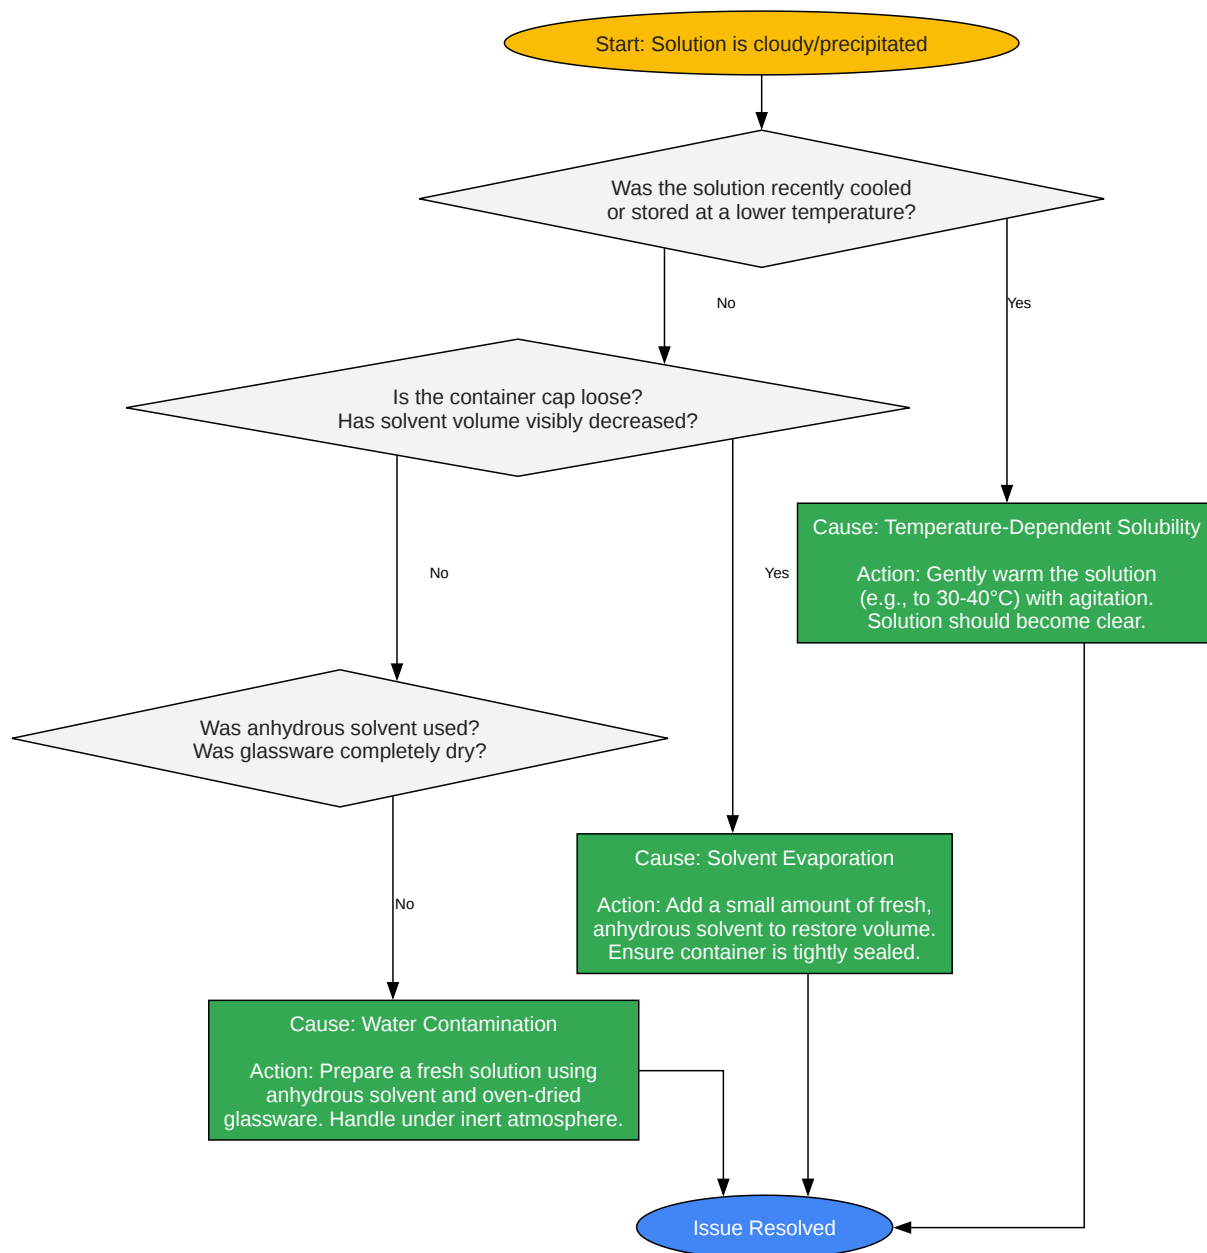 Start: Solution is cloudy/precipitated
Was the solution recently cooled
or stored at a lower temperature?
No
Yes
Is the container cap loose?
Has solvent volume visibly decreased?
No
Yes
Cause: Temperature-Dependent Solubility
Action: Gently warm the solution
(e.g., to 30-40°C) with agitation.
Solution should become clear.
Was anhydrous solvent used?
Was glassware completely dry?
No
Cause: Solvent Evaporation
Action: Add a small amount of fresh,
anhydrous solvent to restore volume.
Ensure container is tightly sealed.
Cause: Water Contamination
Action: Prepare a fresh solution using
anhydrous solvent and oven-dried
glassware. Handle under inert atmosphere.
Issue Resolved